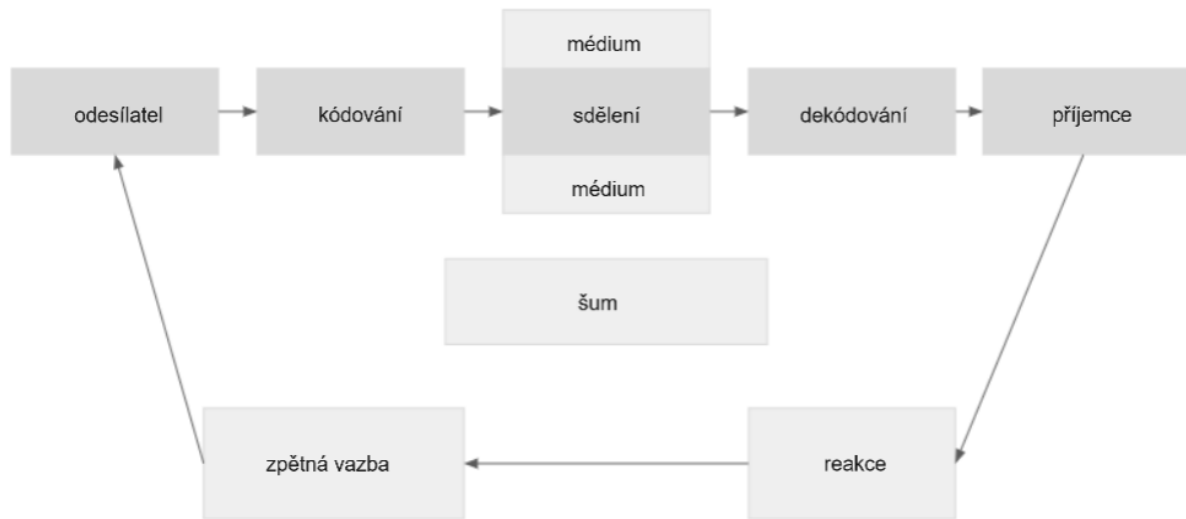 médium
odesílatel
kódování
sdělení
dekódování
příjemce
médium
šum
zpětná vazba
reakce